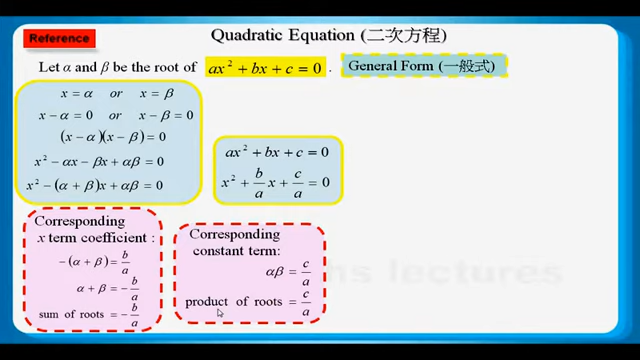 Reference
Quadratic Equation (二次方程)
Let α and β be the root of ax² + bx + c = 0 . General Form (一般式)
x = α or x = β
x − α = 0 or x − β = 0
(x − α)(x − β) = 0
x² − αx − βx + αβ = 0
x² − (α + β)x + αβ = 0
ax² + bx + c = 0
x² + b/a x + c/a = 0
Corresponding
x term coefficient :
−(α + β) = b/a
α + β = − b/a
sum of roots = − b/a
Corresponding
constant term:
αβ = c/a
product of roots = c/a
lectures